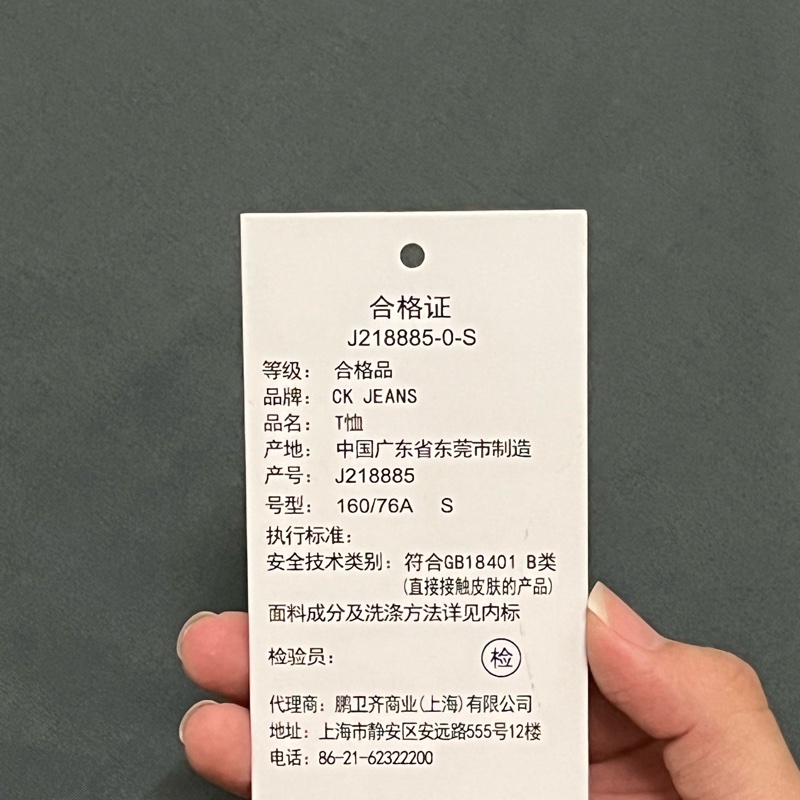 合格证
J218885-0-S
等级： 合格品
品牌： CK JEANS
品名： T恤
产地： 中国广东省东莞市制造
产号： J218885
号型： 160/76A S
执行标准：
安全技术类别：符合GB18401 B类
(直接接触皮肤的产品)
面料成分及洗涤方法详见内标
检验员： 检
代理商：鹏卫齐商业(上海)有限公司
地址：上海市静安区安远路555号12楼
电话：86-21-62322200